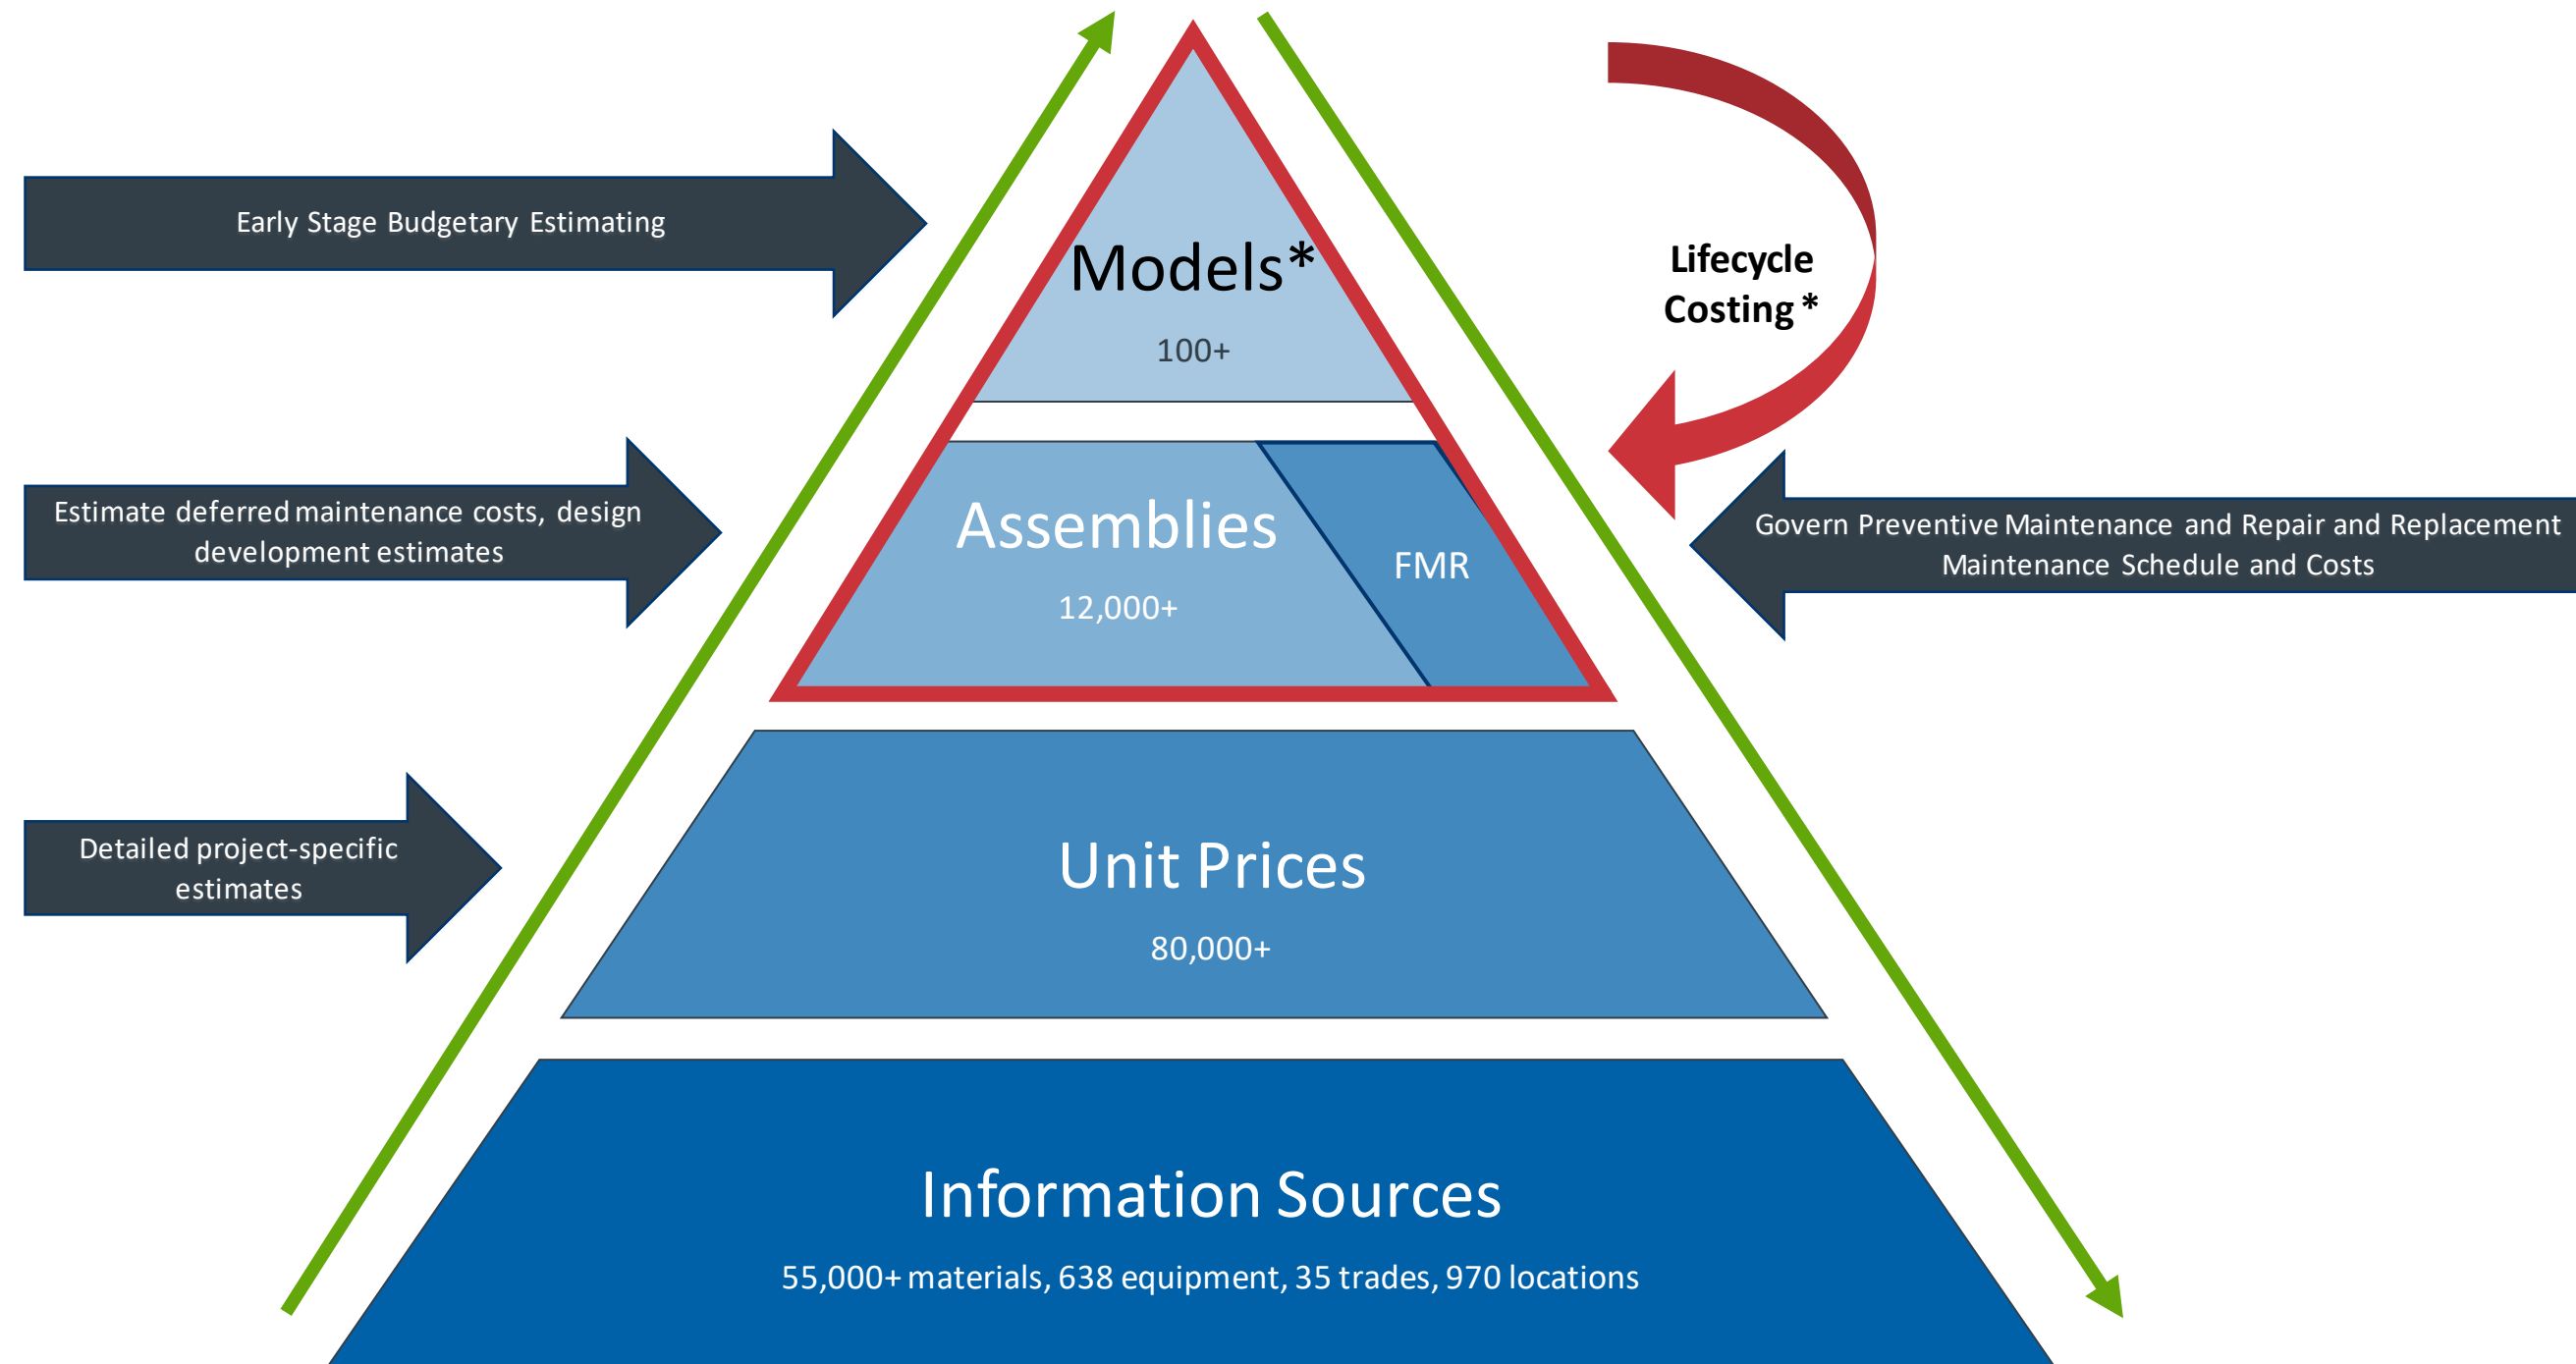 Early Stage Budgetary Estimating
Models*
100+
Lifecycle
Costing *
Estimate deferred maintenance costs, design
development estimates
Assemblies
12,000+
FMR
Govern Preventive Maintenance and Repair and Replacement
Maintenance Schedule and Costs
Detailed project-specific
estimates
Unit Prices
80,000+
Information Sources
55,000+ materials, 638 equipment, 35 trades, 970 locations